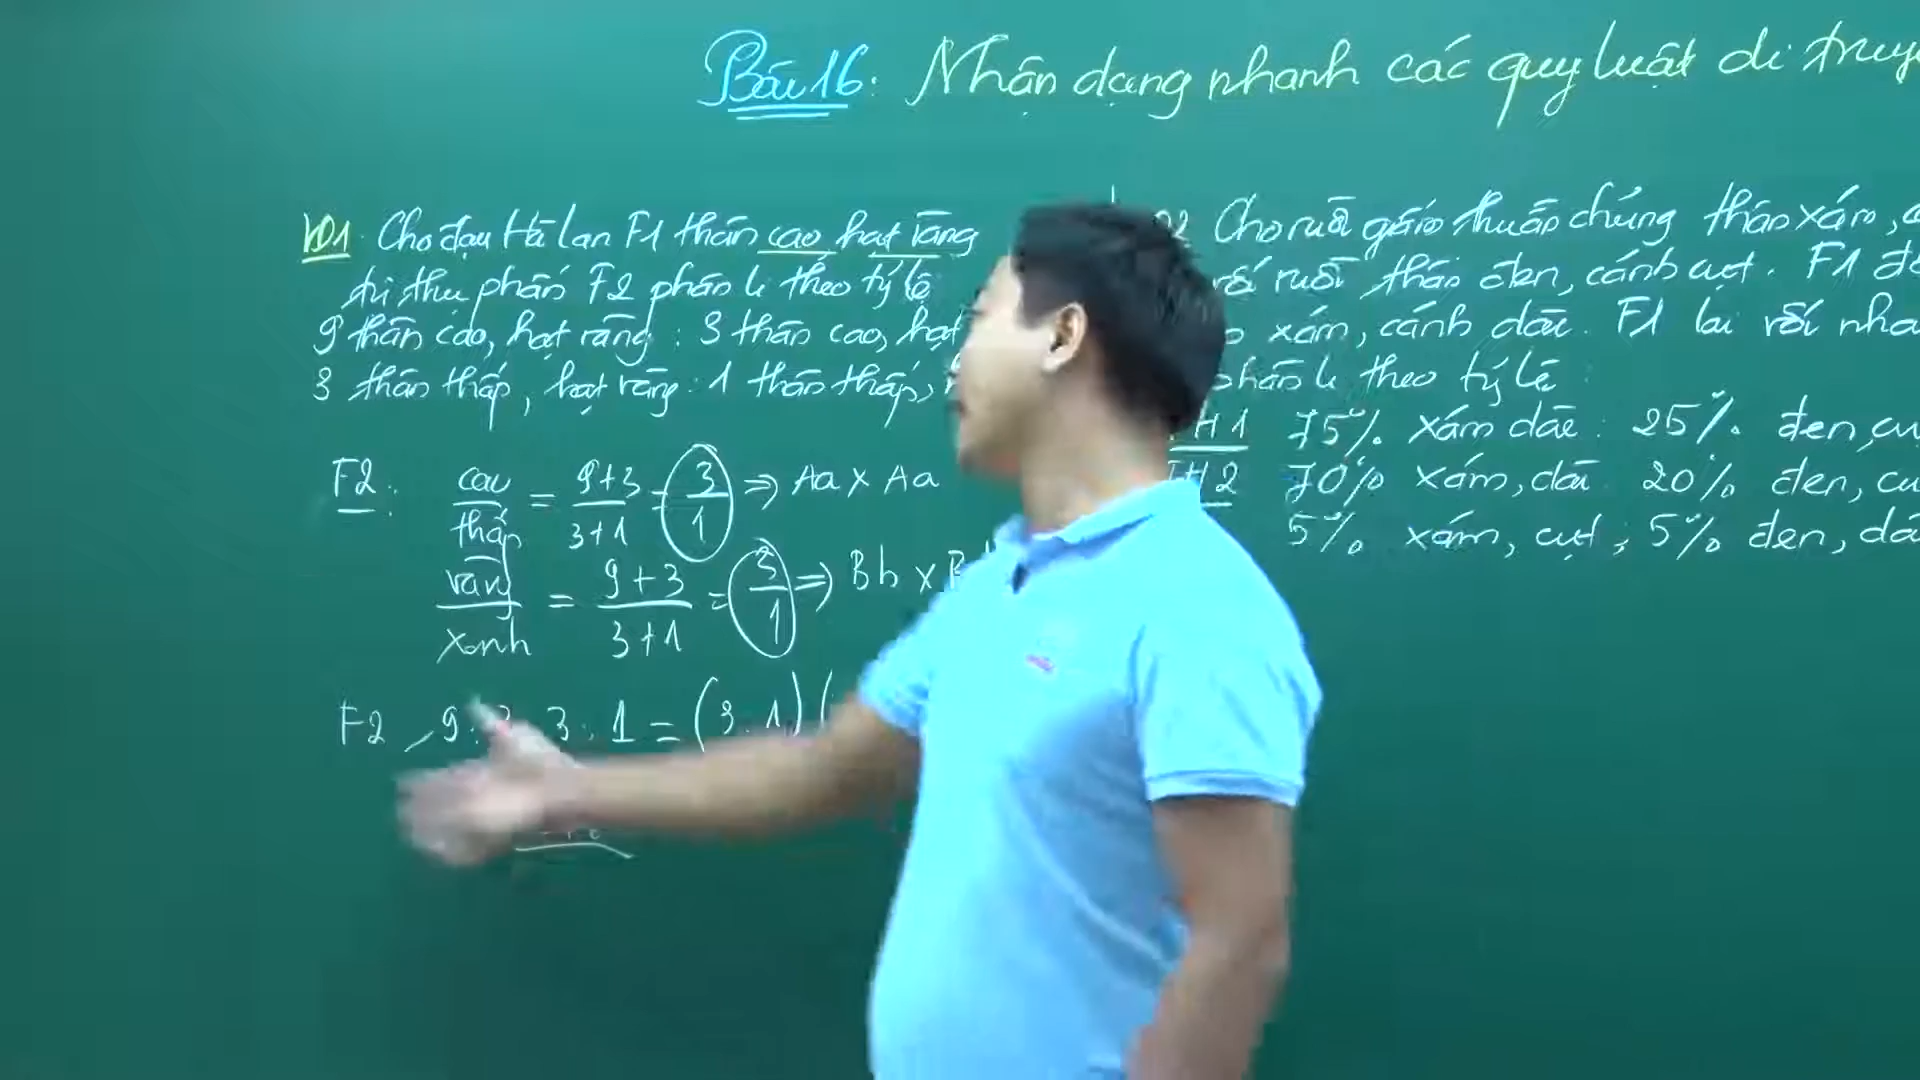 Bài 16: Nhận dạng nhanh các quy luật di truy
VD1. Cho đậu Hà Lan F1 thân cao hạt vàng
tự thụ phấn F2 phân li theo tỷ lệ
9 thân cao, hạt vàng : 3 thân cao, hạt
3 thân thấp, hạt vàng : 1 thân thấp,
F2: cao/thấp = 9+3/3+1 = 3/1 => Aa x Aa
vàng/xanh = 9+3/3+1 = 3/1 => Bb x B
F2 9: 3 : 1 = (3:1)(
2 Cho ruồi giấm thuần chủng thân xám,
ruồi thân đen, cánh cụt. F1 đ
xám, cánh dài. F1 lai với nha
phân li theo tỷ lệ :
TH1 75% xám dài : 25% đen, cụ
TH2 70% xám, dài 20% đen, cụ
5% xám, cụt ; 5% đen, dà